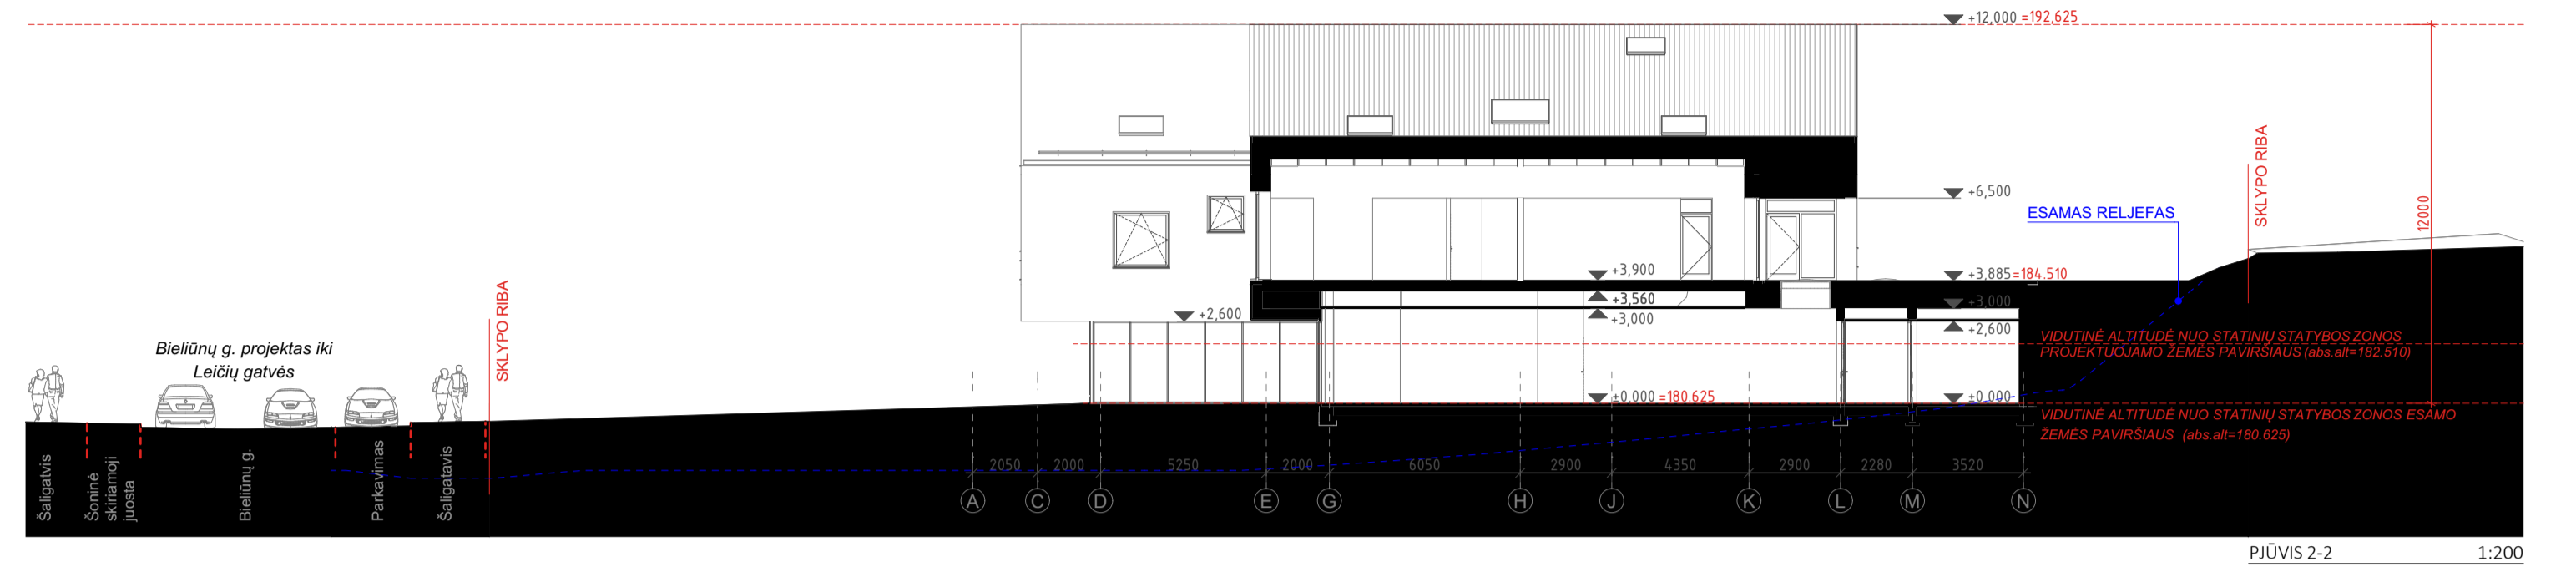 +12,000 =192,625
+6,500
ESAMAS RELJEFAS
SKLYPO RIBA
12000
+3,900
+3,885=184.510
+3,560
+3,000
+3,000
+2,600
+2,600
VIDUTINĖ ALTITUDĖ NUO STATINIŲ STATYBOS ZONOS
PROJEKTUOJAMO ŽEMĖS PAVIRŠIAUS (abs.alt=182.510)
SKLYPO RIBA
Bieliūnų g. projektas iki
Leičių gatvės
±0,000 =180.625
±0,000
VIDUTINĖ ALTITUDĖ NUO STATINIŲ STATYBOS ZONOS ESAMO
ŽEMĖS PAVIRŠIAUS (abs.alt=180.625)
Šaligatvis
Šoninė
skiriamoji
juosta
Bieliūnų g.
Parkavimas
Šaligatavis
2050 2000 5250 2000 6050 2900 4350 2900 2280 3520
A C D E G H J K L M N
PJŪVIS 2-2 1:200